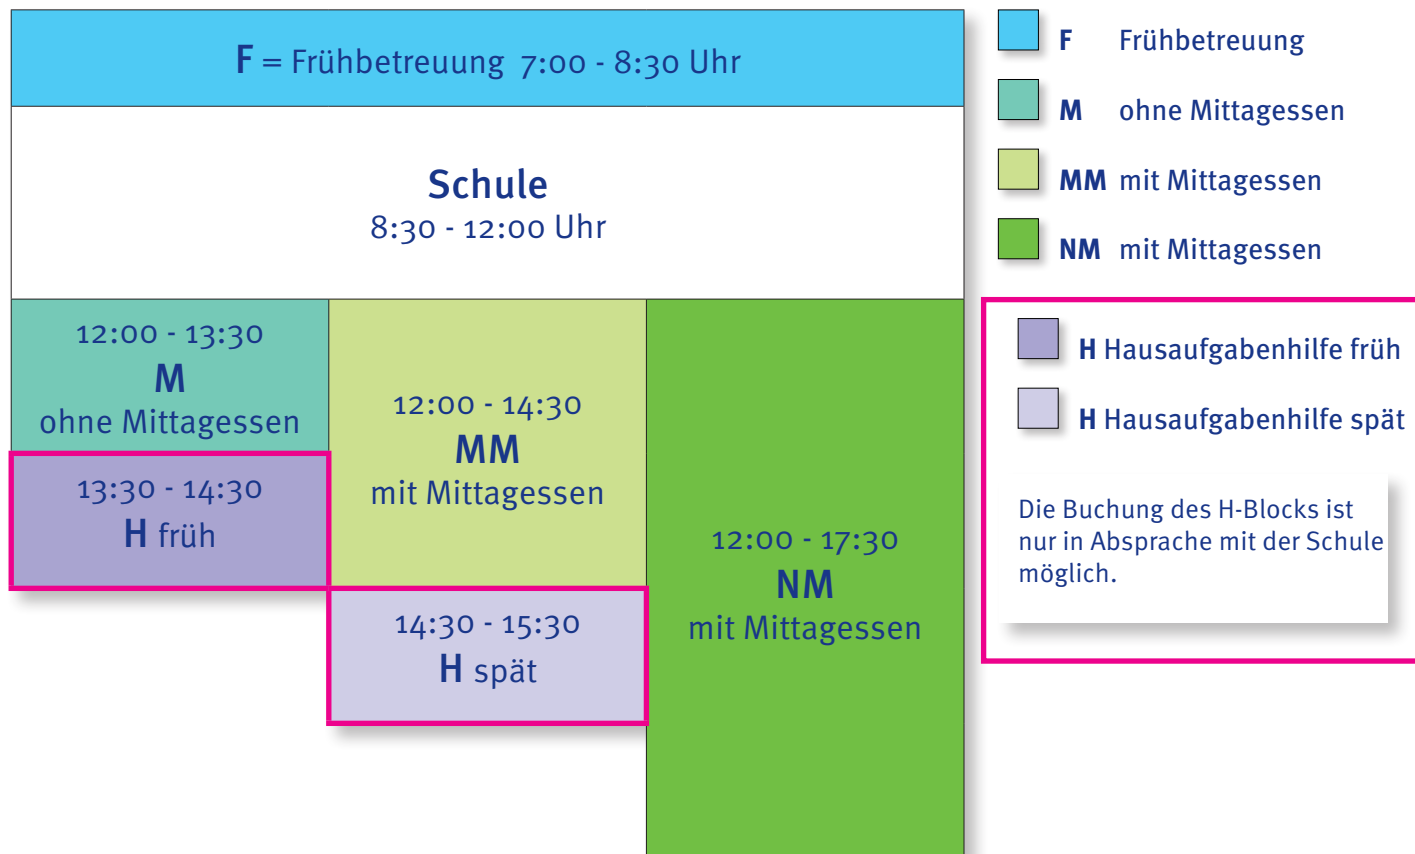 F = Frühbetreuung 7:00 - 8:30 Uhr
Schule
8:30 - 12:00 Uhr
12:00 - 13:30
M
ohne Mittagessen
13:30 - 14:30
H früh
12:00 - 14:30
MM
mit Mittagessen
14:30 - 15:30
H spät
12:00 - 17:30
NM
mit Mittagessen
F Frühbetreuung
M ohne Mittagessen
MM mit Mittagessen
NM mit Mittagessen
H Hausaufgabenhilfe früh
H Hausaufgabenhilfe spät
Die Buchung des H-Blocks ist
nur in Absprache mit der Schule
möglich.